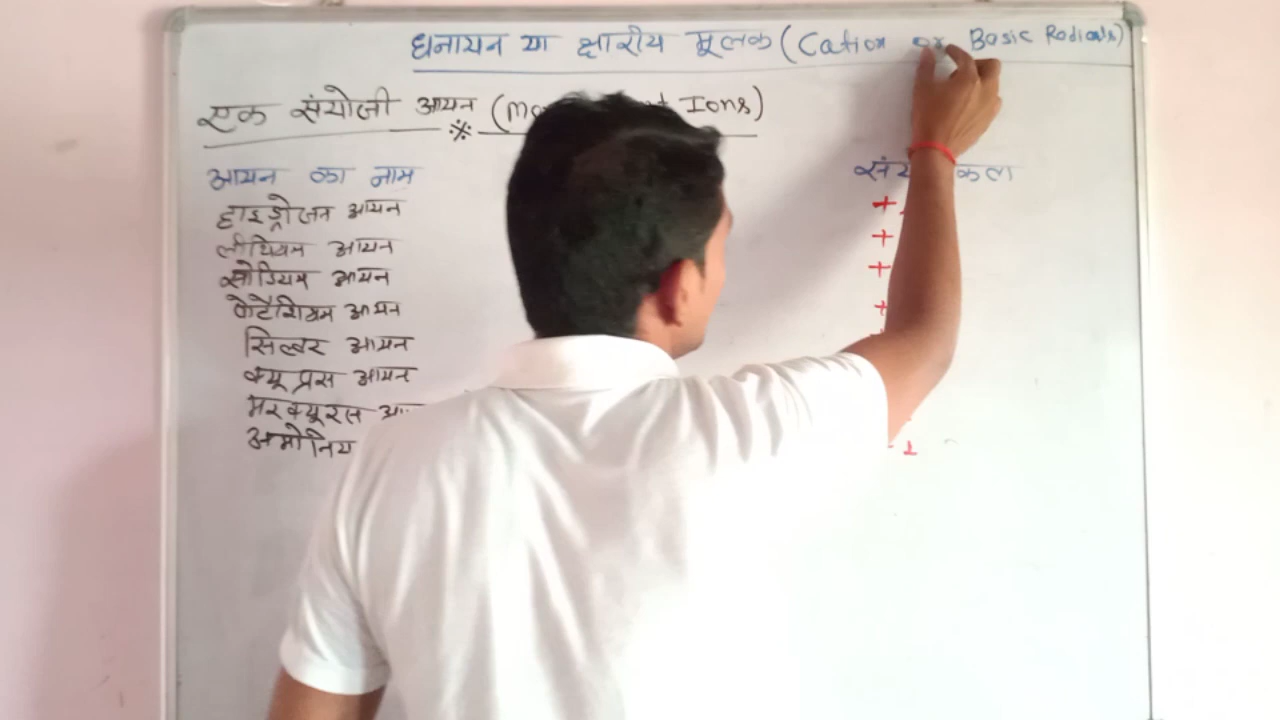 धनायन या क्षारीय मूलक (Cation or Basic Radicals)
एक संयोजी आयन ( Ions)
*
आयन का नाम
हाइड्रोजन आयन +
लीथियम आयन +
सोडियम आयन +
पोटैशियम आयन +
सिल्वर आयन
क्यूप्रस आयन
मरक्यूरस